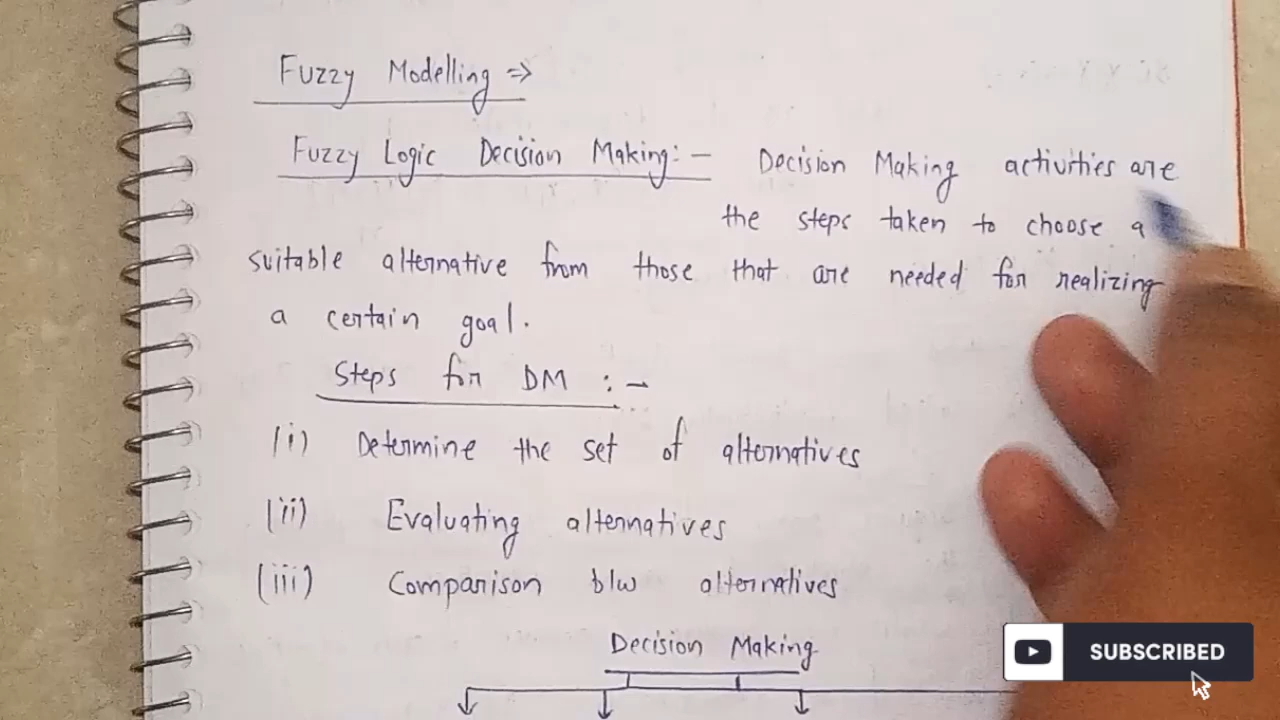 Fuzzy Modelling ⇒
Fuzzy Logic Decision Making:- Decision Making activities are
the steps taken to choose a
suitable alternative from those that are needed for realizing
a certain goal.
Steps for DM :-
(i) Determine the set of alternatives
(ii) Evaluating alternatives
(iii) Comparison b/w alternatives
Decision Making
SUBSCRIBED